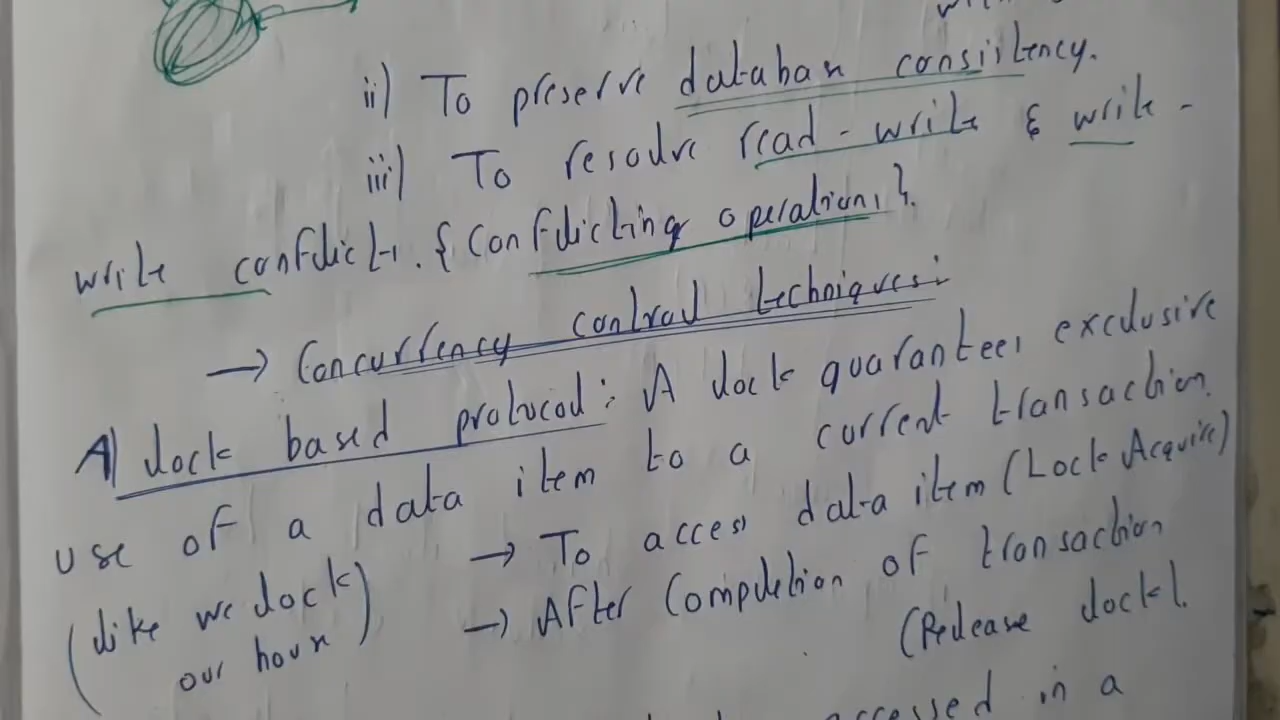 ii) To preserve database consistency.
iii) To resolve read-write & write-
write conflicts. {Conflicting operations}.
→ Concurrency control techniques:
A) lock based protocol: A lock guarantees exclusive
use of a data item to a current transaction.
→ To access data item (Lock Acquire)
(like we lock
our house)
→ After Completion of transaction
(Release lock).
accessed in a